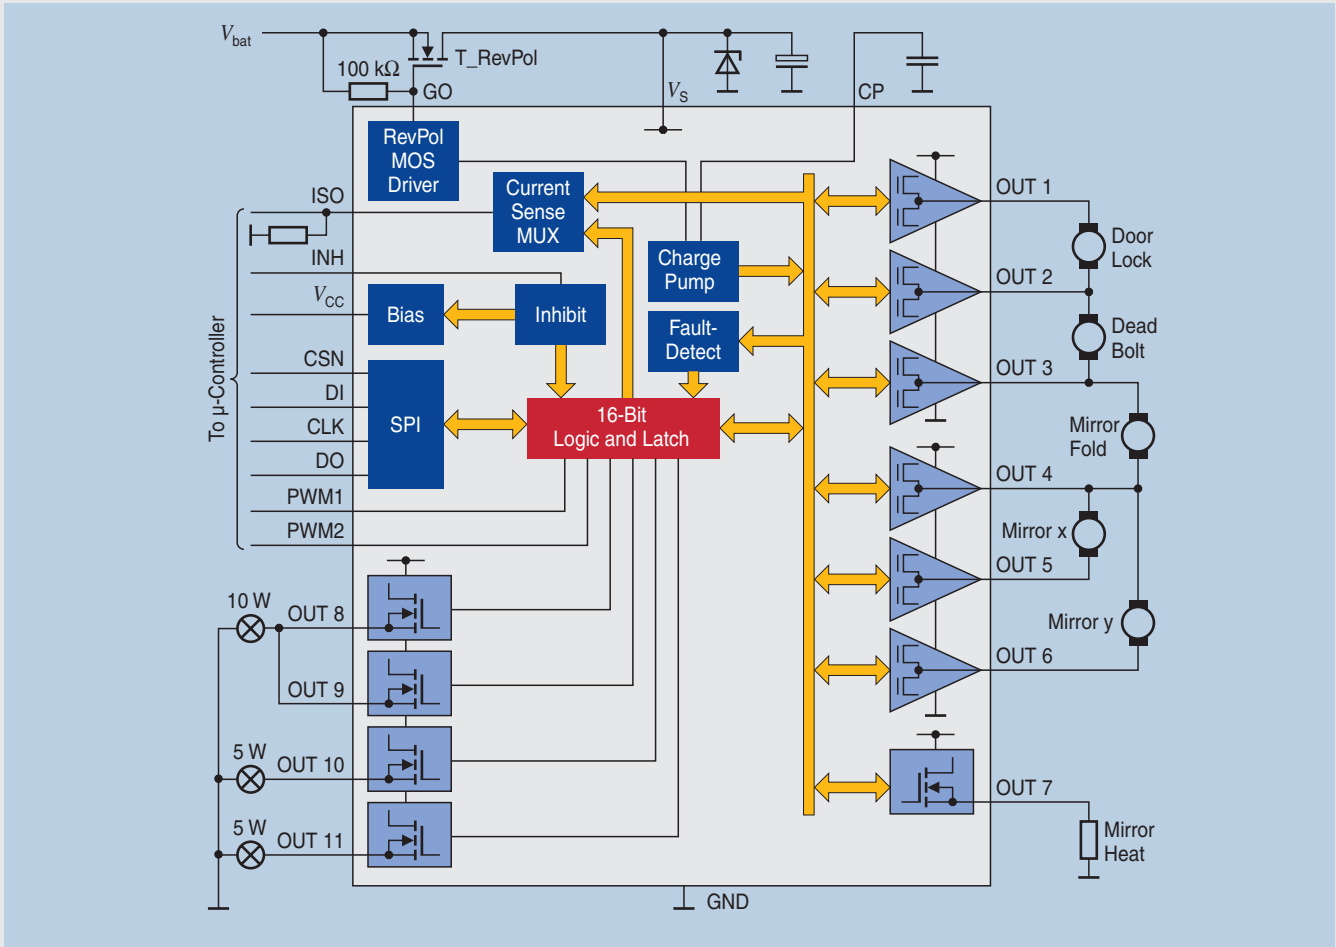 Vbat
T_RevPol
100 kΩ
GO
VS
CP
RevPol
MOS
Driver
ISO
Current
Sense
MUX
OUT 1
Door
Lock
INH
Charge
Pump
OUT 2
VCC
Bias
Inhibit
Fault-
Detect
Dead
Bolt
To µ-Controller
CSN
DI
CLK
DO
SPI
16-Bit
Logic and Latch
OUT 3
Mirror
Fold
PWM1
PWM2
OUT 4
Mirror x
OUT 5
10 W
OUT 8
Mirror y
OUT 6
OUT 9
5 W
OUT 10
OUT 7
5 W
OUT 11
Mirror
Heat
GND